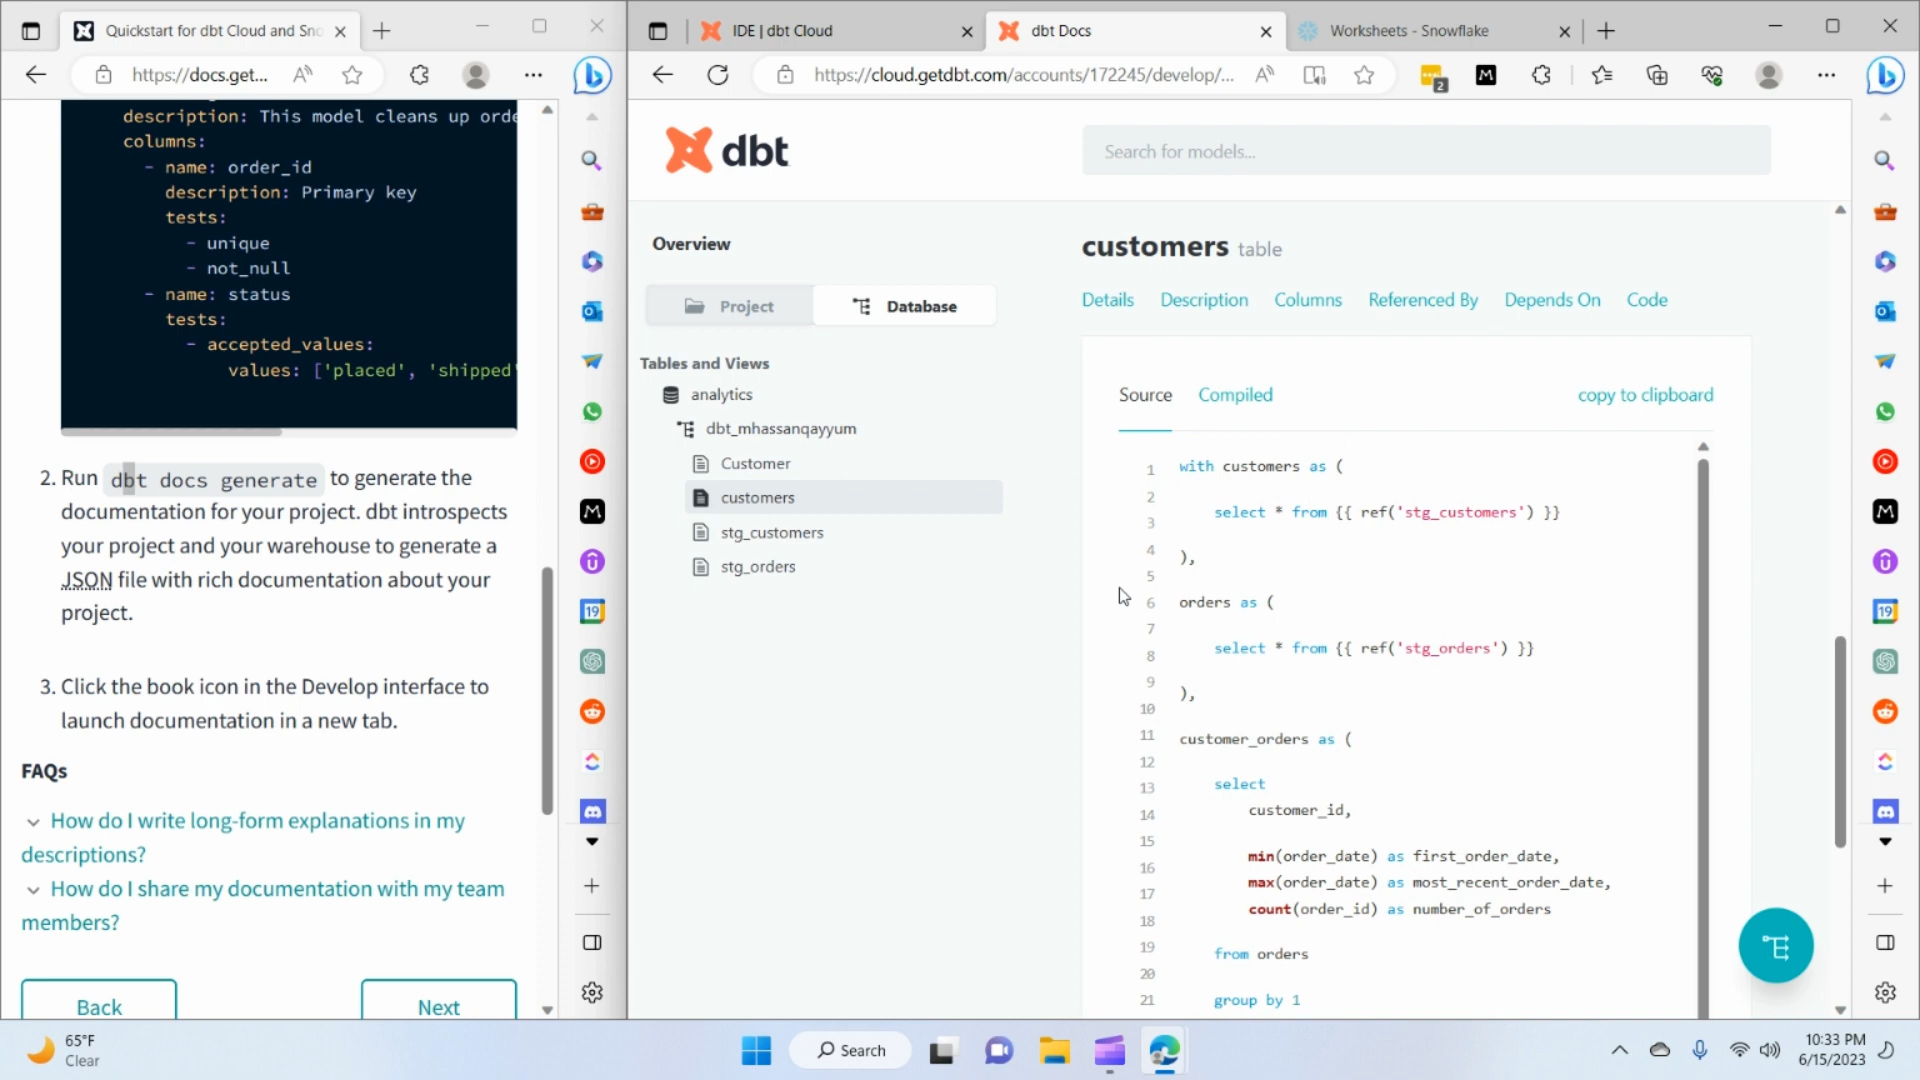 Quickstart for dbt Cloud and Sno
https://docs.get...
description: This model cleans up orde
columns:
- name: order_id
description: Primary key
tests:
- unique
- not_null
- name: status
tests:
- accepted_values:
values: ['placed', 'shipped'
2. Run dbt docs generate to generate the
documentation for your project. dbt introspects
your project and your warehouse to generate a
JSON file with rich documentation about your
project.
3. Click the book icon in the Develop interface to
launch documentation in a new tab.
FAQs
How do I write long-form explanations in my
descriptions?
How do I share my documentation with my team
members?
Back
Next
IDE | dbt Cloud
dbt Docs
Worksheets - Snowflake
https://cloud.getdbt.com/accounts/172245/develop/...
2
dbt
Search for models...
Overview
Project
Database
Tables and Views
analytics
dbt_mhassanqayyum
Customer
customers
stg_customers
stg_orders
customers table
Details Description Columns Referenced By Depends On Code
Source Compiled copy to clipboard
1 with customers as (
2
3 select * from {{ ref('stg_customers') }}
4
5 ),
6
7 orders as (
8
9 select * from {{ ref('stg_orders') }}
10
11 ),
12
13 customer_orders as (
14
15 select
16 customer_id,
17
18 min(order_date) as first_order_date,
19 max(order_date) as most_recent_order_date,
20 count(order_id) as number_of_orders
21
from orders
group by 1
19
19
65°F
Clear
Search
10:33 PM
6/15/2023